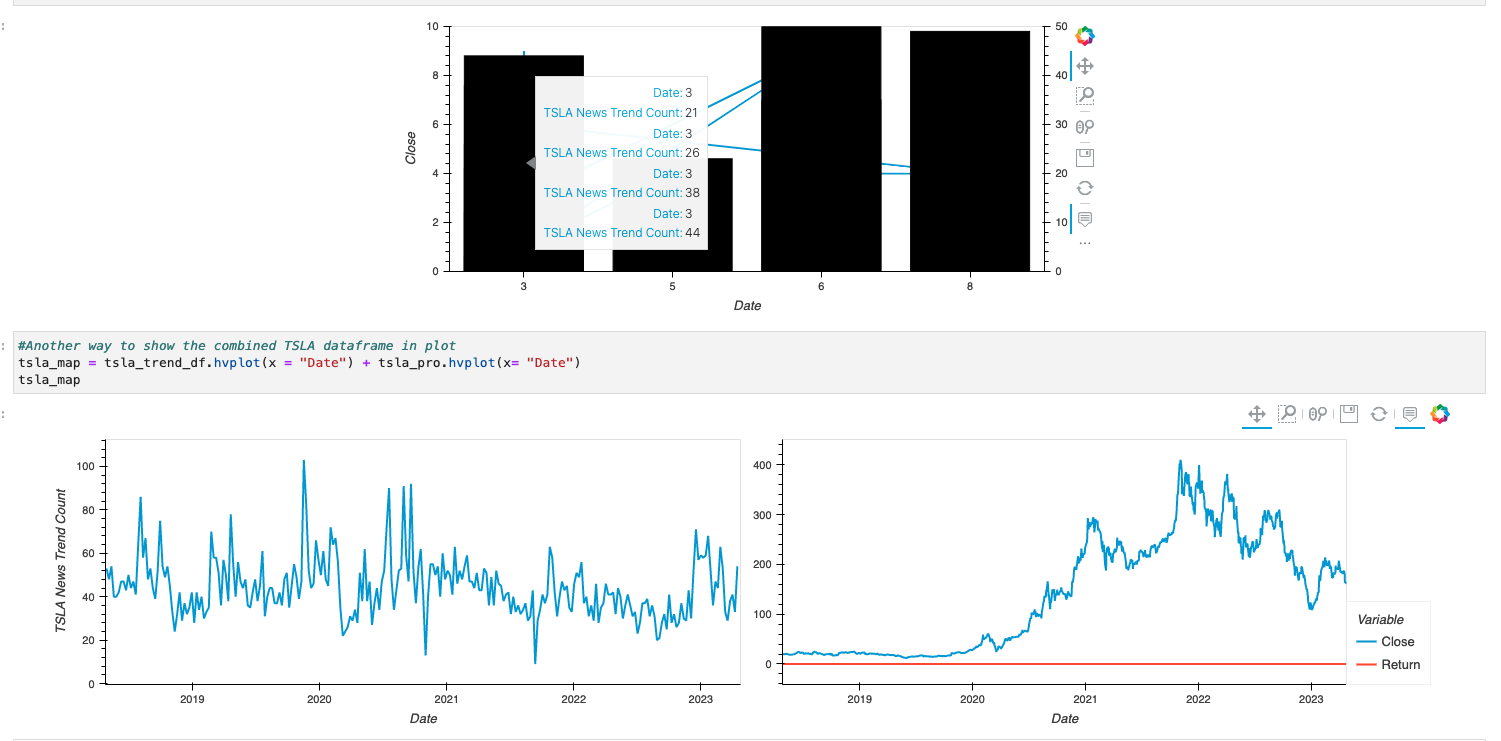 10
8
6
4
2
0
Close
50
40
30
20
10
0
Date: 3
TSLA News Trend Count: 21
Date: 3
TSLA News Trend Count: 26
Date: 3
TSLA News Trend Count: 38
Date: 3
TSLA News Trend Count: 44
3 5 6 8
Date
#Another way to show the combined TSLA dataframe in plot
tsla_map = tsla_trend_df.hvplot(x = "Date") + tsla_pro.hvplot(x= "Date")
tsla_map
TSLA News Trend Count
100
80
60
40
20
0
2019 2020 2021 2022 2023
Date
400
300
200
100
0
2019 2020 2021 2022 2023
Date
Variable
Close
Return